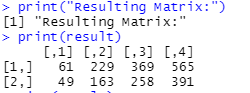 > print("Resulting Matrix:")
[1] "Resulting Matrix:"
> print(result)
     [,1] [,2] [,3] [,4]
[1,]   61  229  369  565
[2,]   49  163  258  391